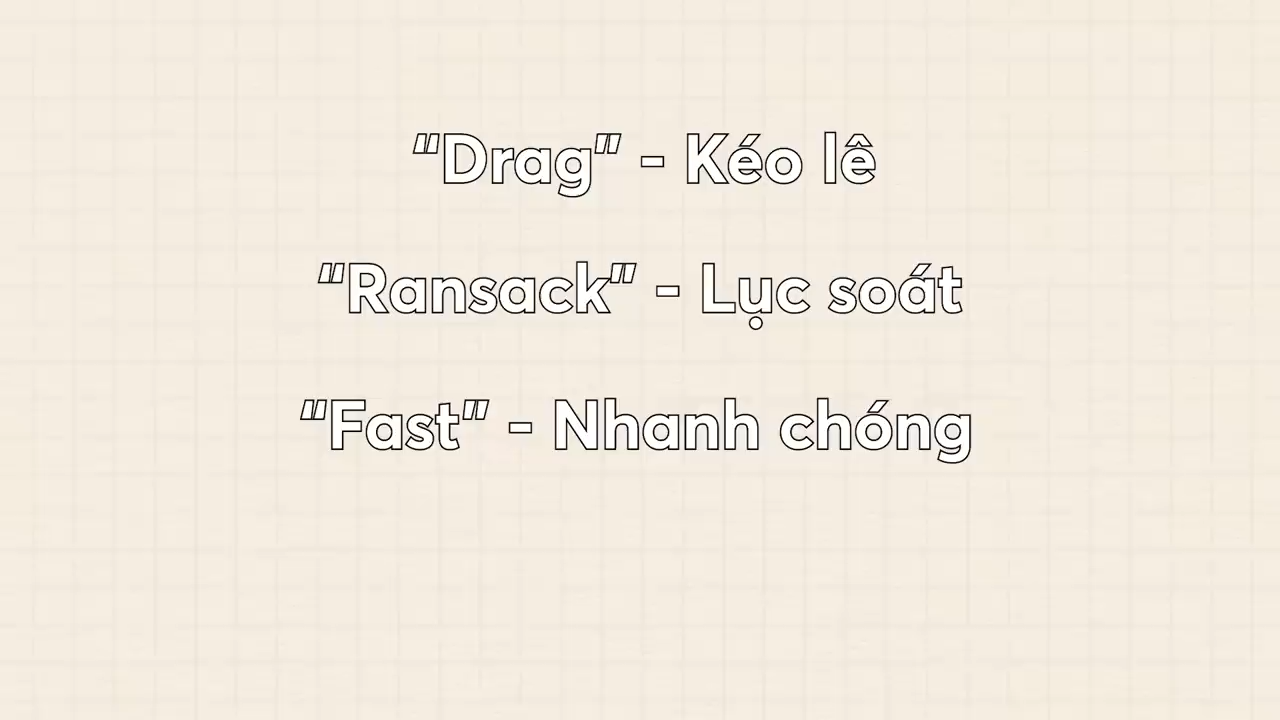 "Drag" - Kéo lê
"Ransack" - Lục soát
"Fast" - Nhanh chóng